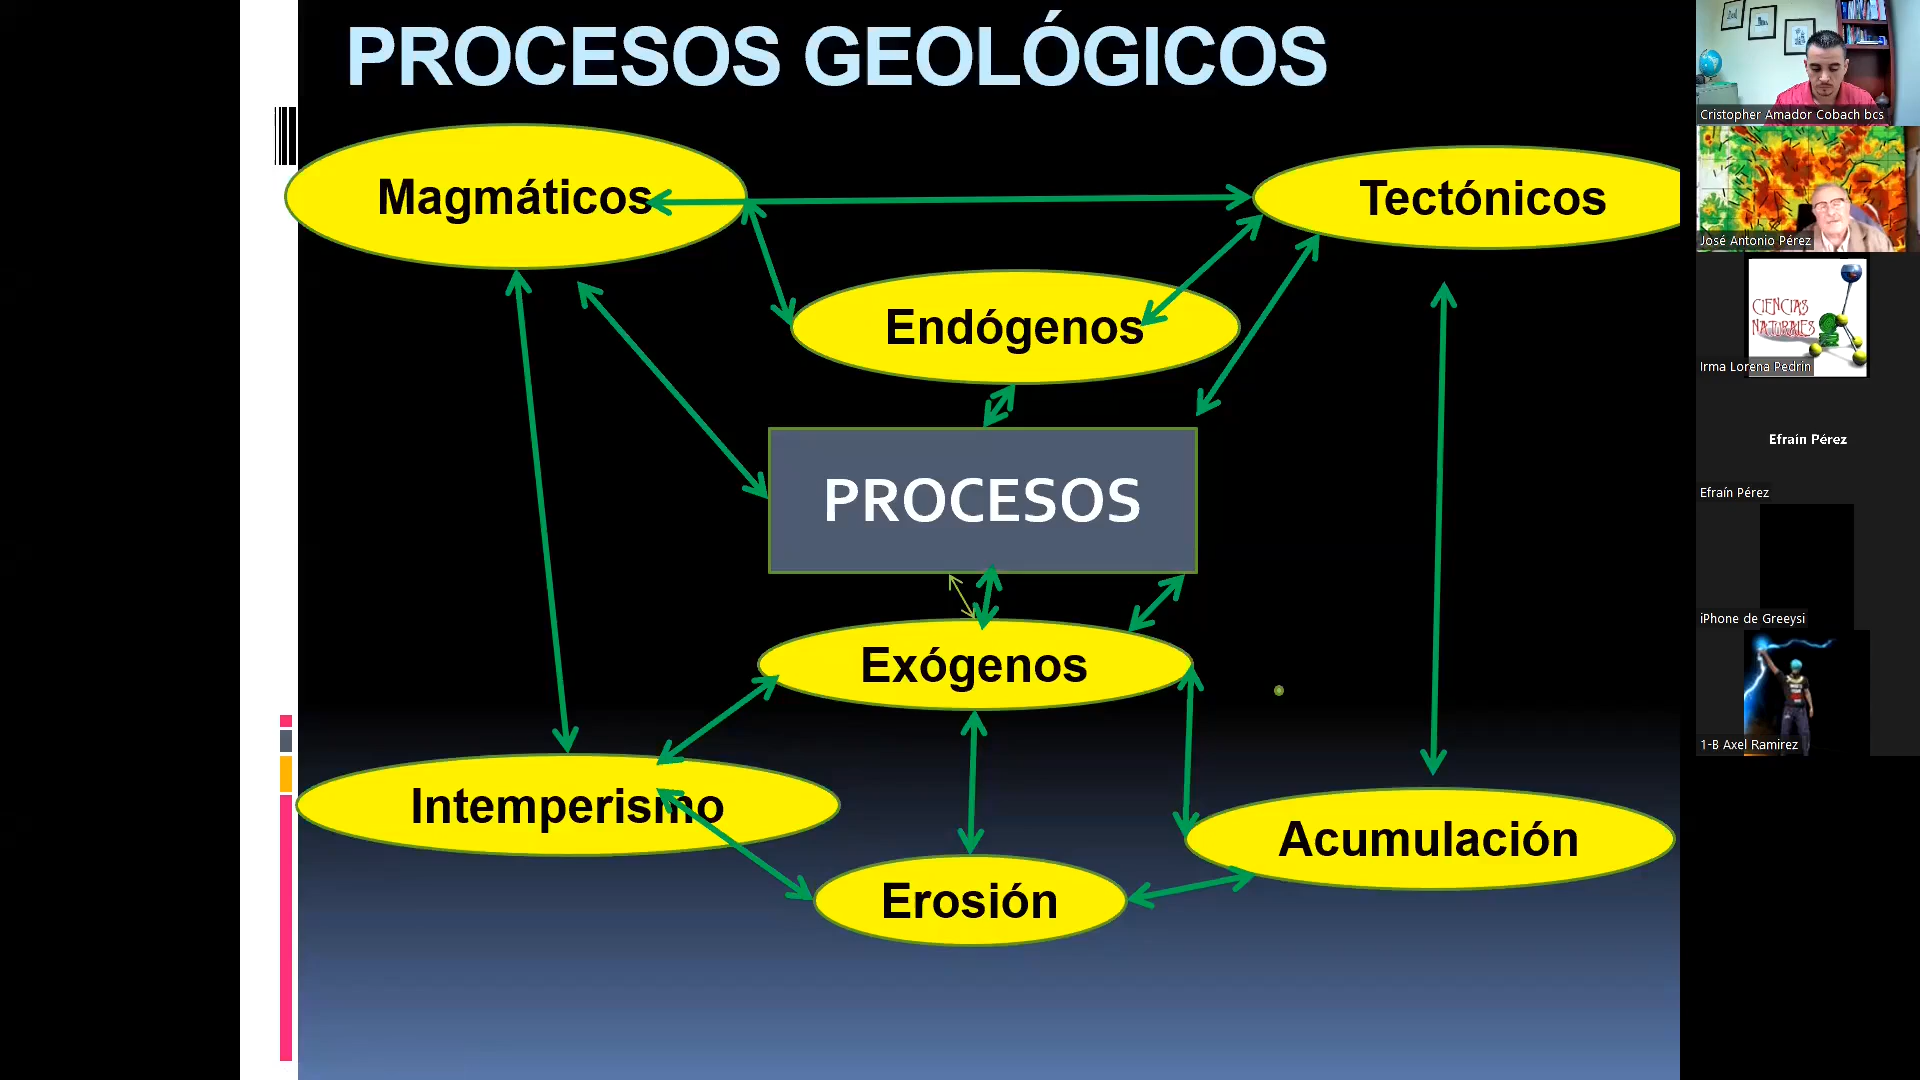 PROCESOS GEOLÓGICOS
Magmáticos
Tectónicos
Endógenos
PROCESOS
Exógenos
Intemperismo
Acumulación
Erosión
Cristopher Amador Cobach bcs
José Antonio Pérez
CIENCIAS
NATURALES
Irma Lorena Pedrín
Efraín Pérez
Efraín Pérez
iPhone de Greeysi
1-B Axel Ramirez